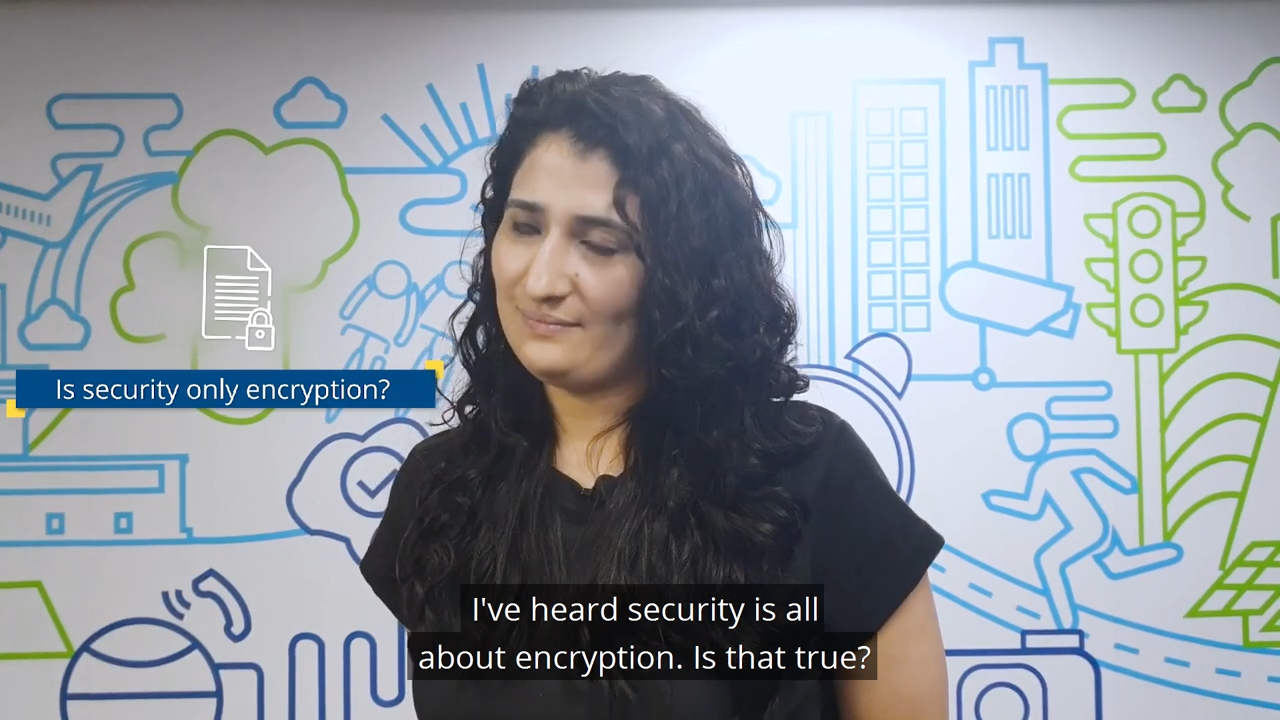 Is security only encryption?
I've heard security is all
about encryption. Is that true?